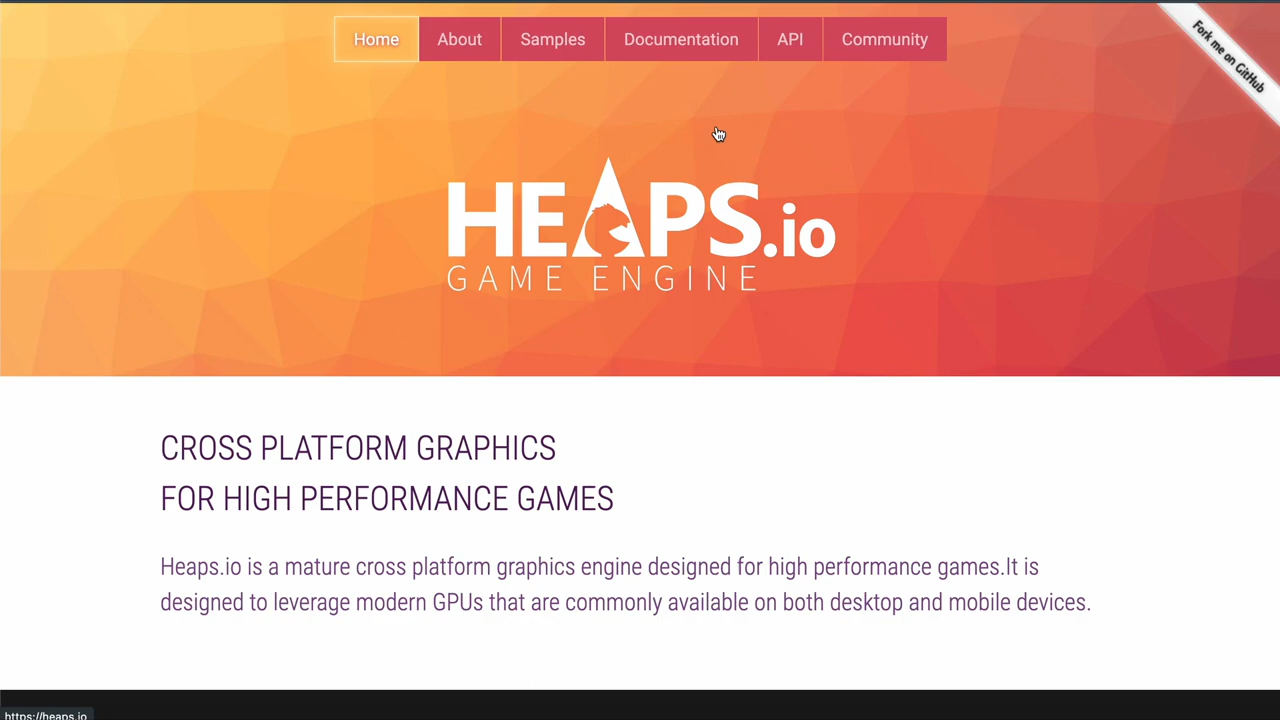 Home About Samples Documentation API Community
Fork me on GitHub
HEAPS.io
GAME ENGINE
CROSS PLATFORM GRAPHICS
FOR HIGH PERFORMANCE GAMES
Heaps.io is a mature cross platform graphics engine designed for high performance games.It is
designed to leverage modern GPUs that are commonly available on both desktop and mobile devices.
https://heaps.io